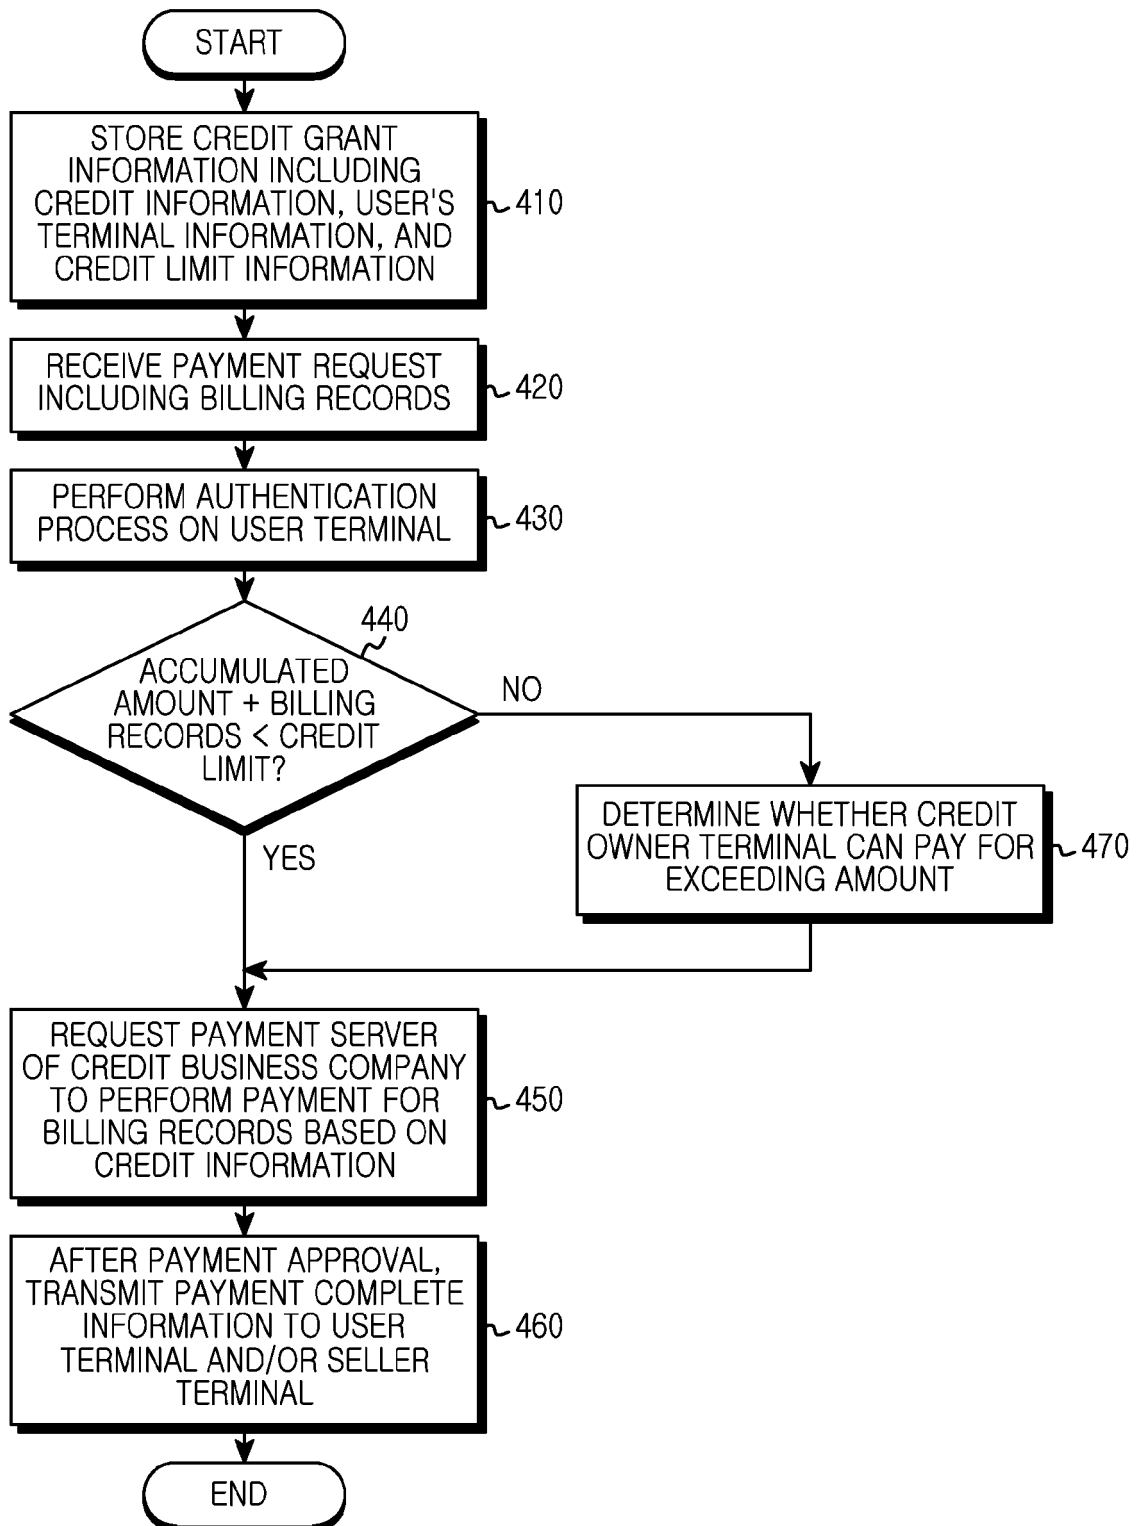 START
STORE CREDIT GRANT
INFORMATION INCLUDING
CREDIT INFORMATION, USER'S
TERMINAL INFORMATION, AND
CREDIT LIMIT INFORMATION
410
RECEIVE PAYMENT REQUEST
INCLUDING BILLING RECORDS
420
PERFORM AUTHENTICATION
PROCESS ON USER TERMINAL
430
440
ACCUMULATED
AMOUNT + BILLING
RECORDS < CREDIT
LIMIT?
NO
YES
DETERMINE WHETHER CREDIT
OWNER TERMINAL CAN PAY FOR
EXCEEDING AMOUNT
470
REQUEST PAYMENT SERVER
OF CREDIT BUSINESS COMPANY
TO PERFORM PAYMENT FOR
BILLING RECORDS BASED ON
CREDIT INFORMATION
450
AFTER PAYMENT APPROVAL,
TRANSMIT PAYMENT COMPLETE
INFORMATION TO USER
TERMINAL AND/OR SELLER
TERMINAL
460
END